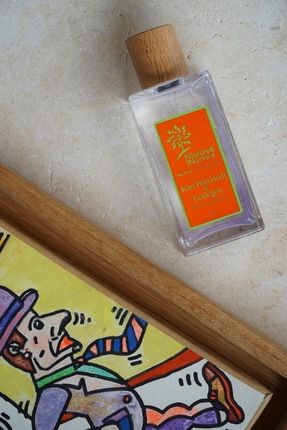 Nature&
Nurture
Kan Portakalı
&
Fesleğen